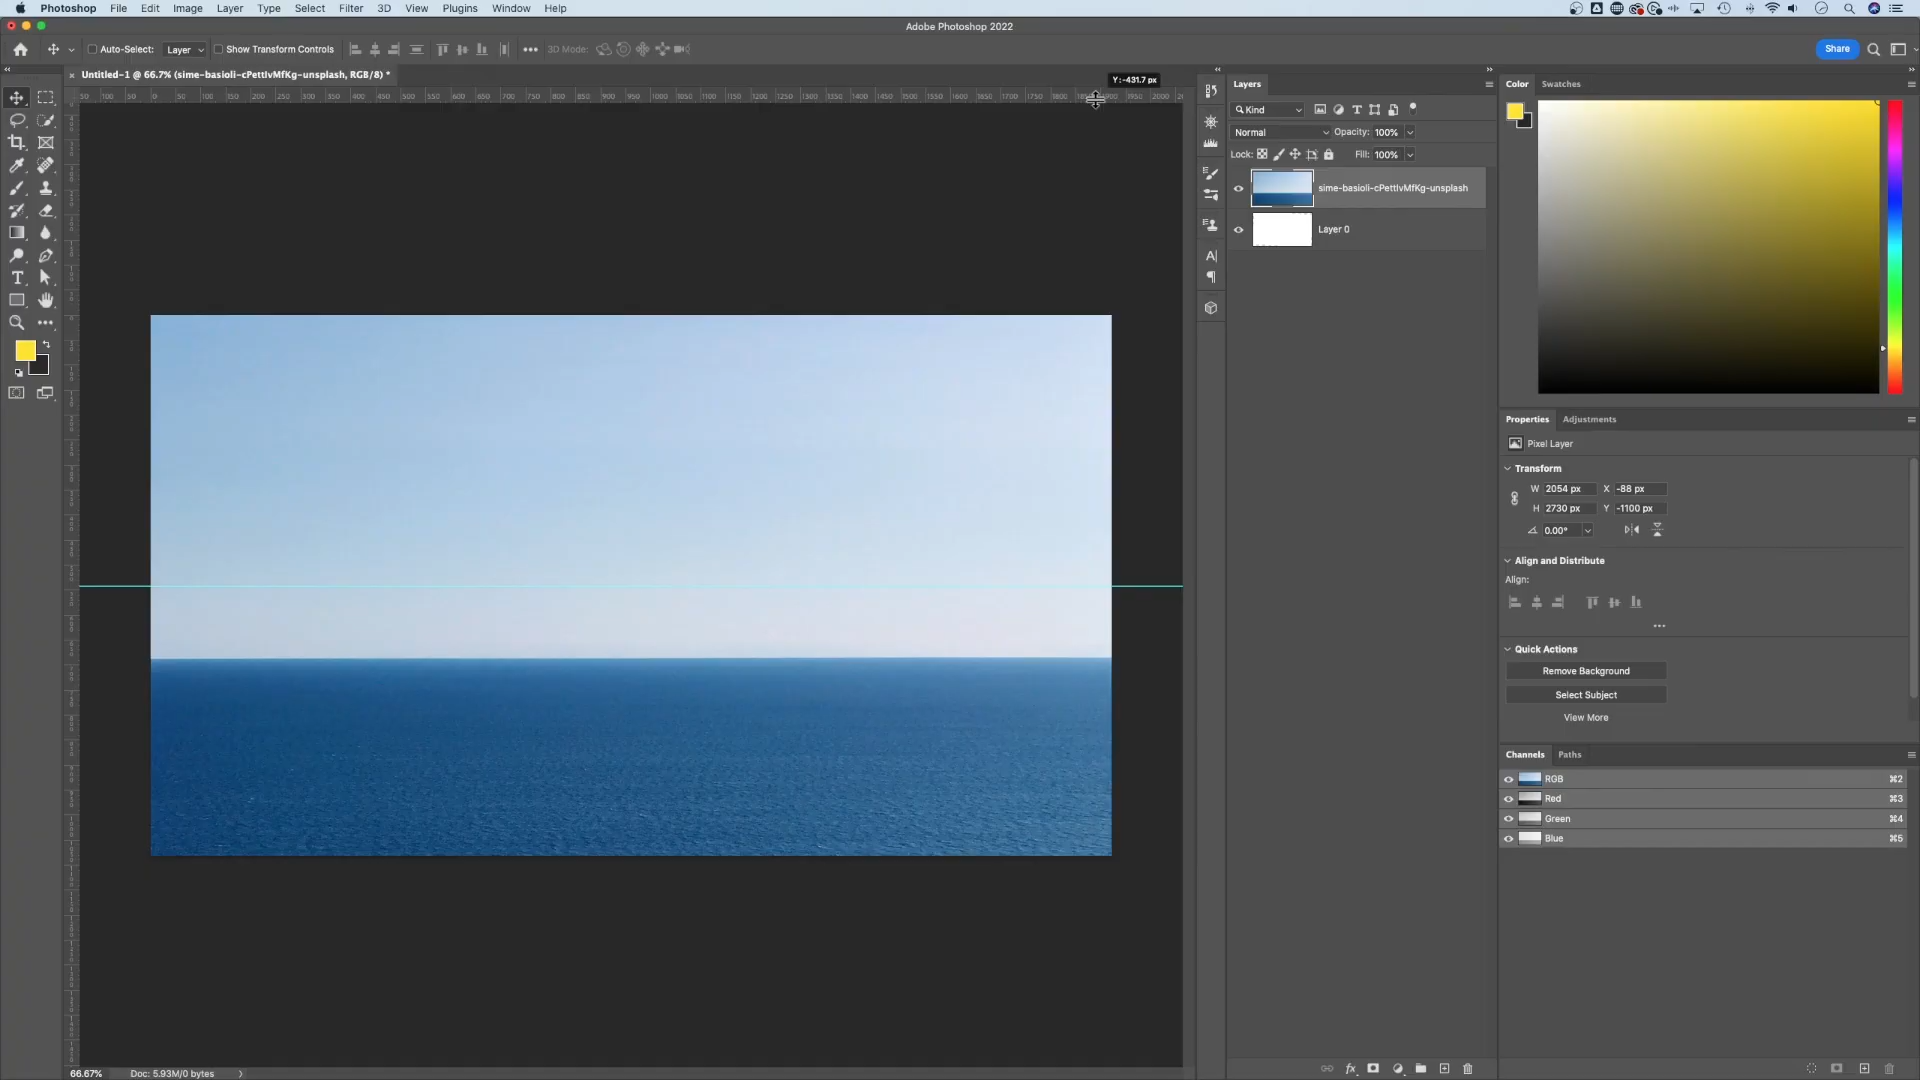 Photoshop File Edit Image Layer Type Select Filter 3D View Plugins Window Help
Adobe Photoshop 2022
Auto-Select: Layer Show Transform Controls 3D Mode: Share
Untitled-1 @ 66.7% (sime-basioli-cPettIvMfKg-unsplash, RGB/8) *
Y: -431.7 px
Layers
Kind
Normal Opacity: 100%
Lock: Fill: 100%
sime-basioli-cPettIvMfKg-unsplash
Layer 0
Color Swatches
Properties Adjustments
Pixel Layer
Transform
W 2054 px X -88 px
H 2730 px Y -1100 px
0.00°
Align and Distribute
Align:
Quick Actions
Remove Background
Select Subject
View More
Channels Paths
RGB ⌘2
Red ⌘3
Green ⌘4
Blue ⌘5
66.67% Doc: 5.93M/0 bytes